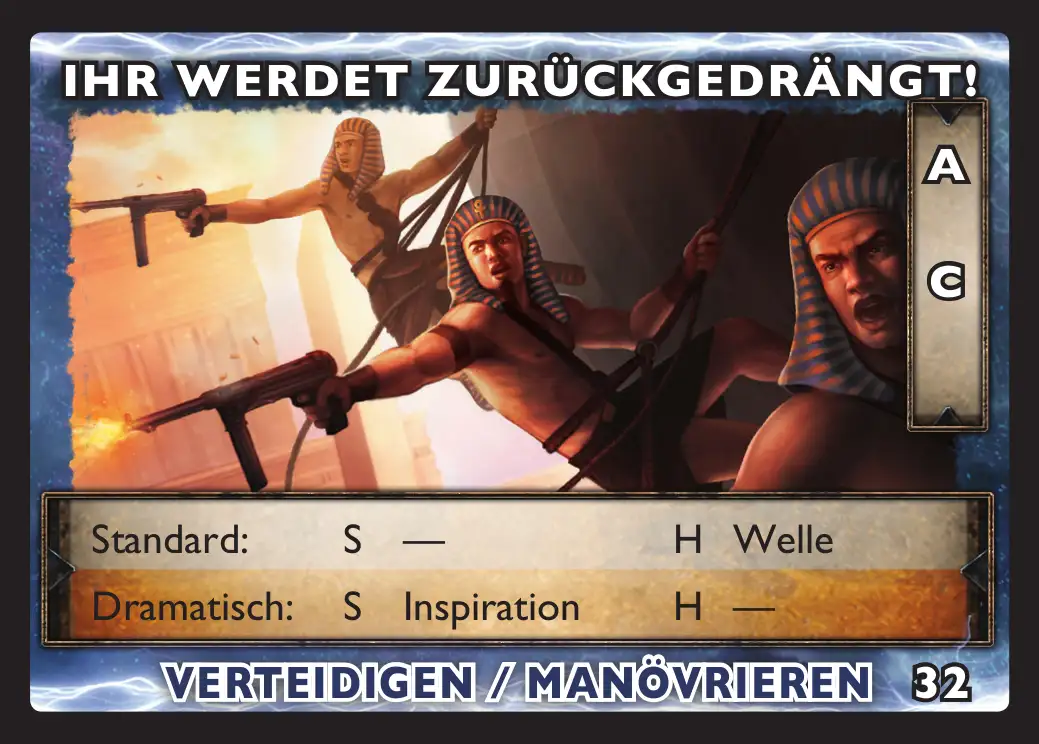 IHR WERDET ZURÜCKGEDRÄNGT!
A
C
Standard: S — H Welle
Dramatisch: S Inspiration H —
VERTEIDIGEN / MANÖVRIEREN 32